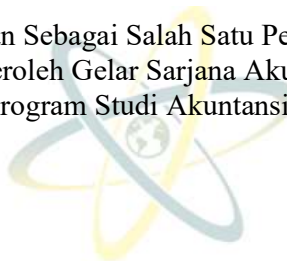 n Sebagai Salah Satu Pe
eroleh Gelar Sarjana Aku
rogram Studi Akuntansi